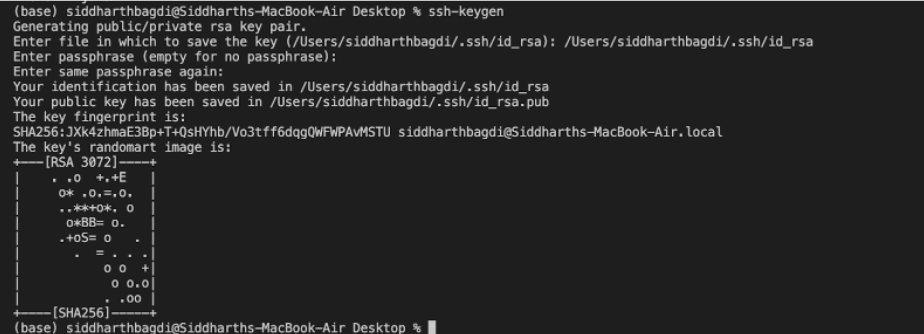 (base) siddharthbagdi@Siddharths-MacBook-Air Desktop % ssh-keygen
Generating public/private rsa key pair.
Enter file in which to save the key (/Users/siddharthbagdi/.ssh/id_rsa): /Users/siddharthbagdi/.ssh/id_rsa
Enter passphrase (empty for no passphrase):
Enter same passphrase again:
Your identification has been saved in /Users/siddharthbagdi/.ssh/id_rsa
Your public key has been saved in /Users/siddharthbagdi/.ssh/id_rsa.pub
The key fingerprint is:
SHA256:JXk4zhmaE3Bp+T+QsHYhb/Vo3tff6dqgQWFWPAvMSTU siddharthbagdi@Siddharths-MacBook-Air.local
The key's randomart image is:
+---[RSA 3072]----+
|    . .o  +.+E   |
|     o* .o.=.o.  |
|     ..**+o*. o  |
|      o*BB= o.   |
|     .+oS= o   . |
|       .  = . . .|
|           o o  +|
|            o o.o|
|           . .oo |
+----[SHA256]-----+
(base) siddharthbagdi@Siddharths-MacBook-Air Desktop %